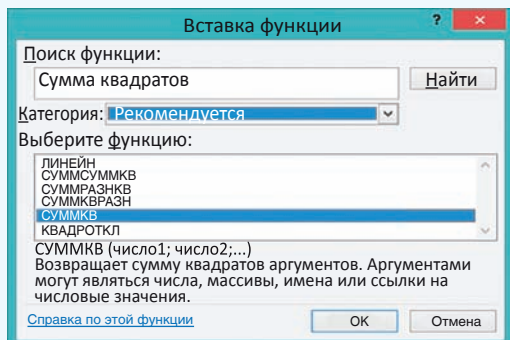 Вставка функции
?
×
Поиск функции:
Сумма квадратов
Найти
Категория: Рекомендуется
Выберите функцию:
ЛИНЕЙН
СУММСУММКВ
СУММРАЗНКВ
СУММКВРАЗН
СУММКВ
КВАДРОТКЛ
СУММКВ (число1; число2;...)
Возвращает сумму квадратов аргументов. Аргументами
могут являться числа, массивы, имена или ссылки на
числовые значения.
Справка по этой функции
OK
Отмена